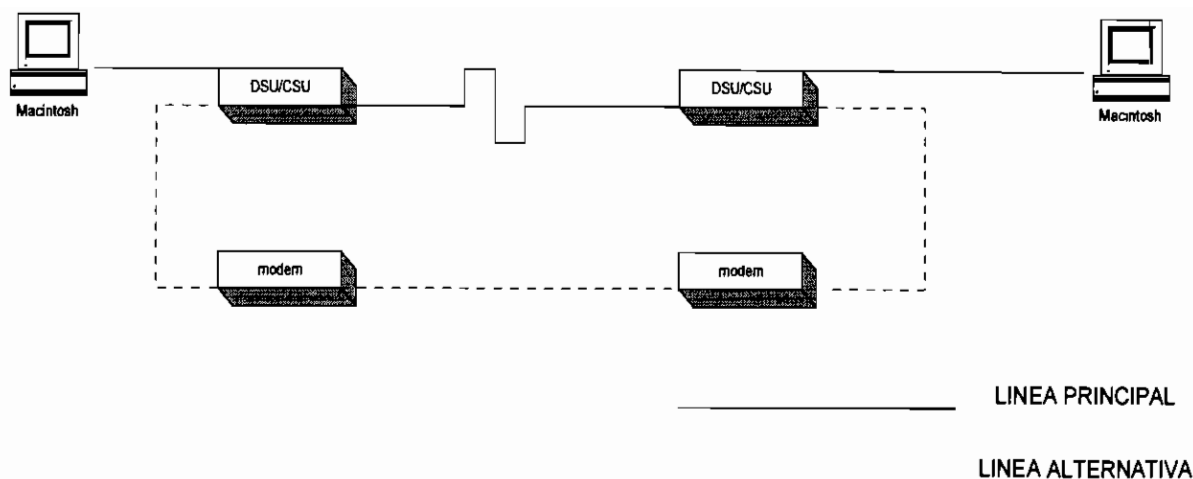 DSU/CSU
DSU/CSU
Macintosh
Macintosh
modem
modem
LINEA PRINCIPAL
LINEA ALTERNATIVA